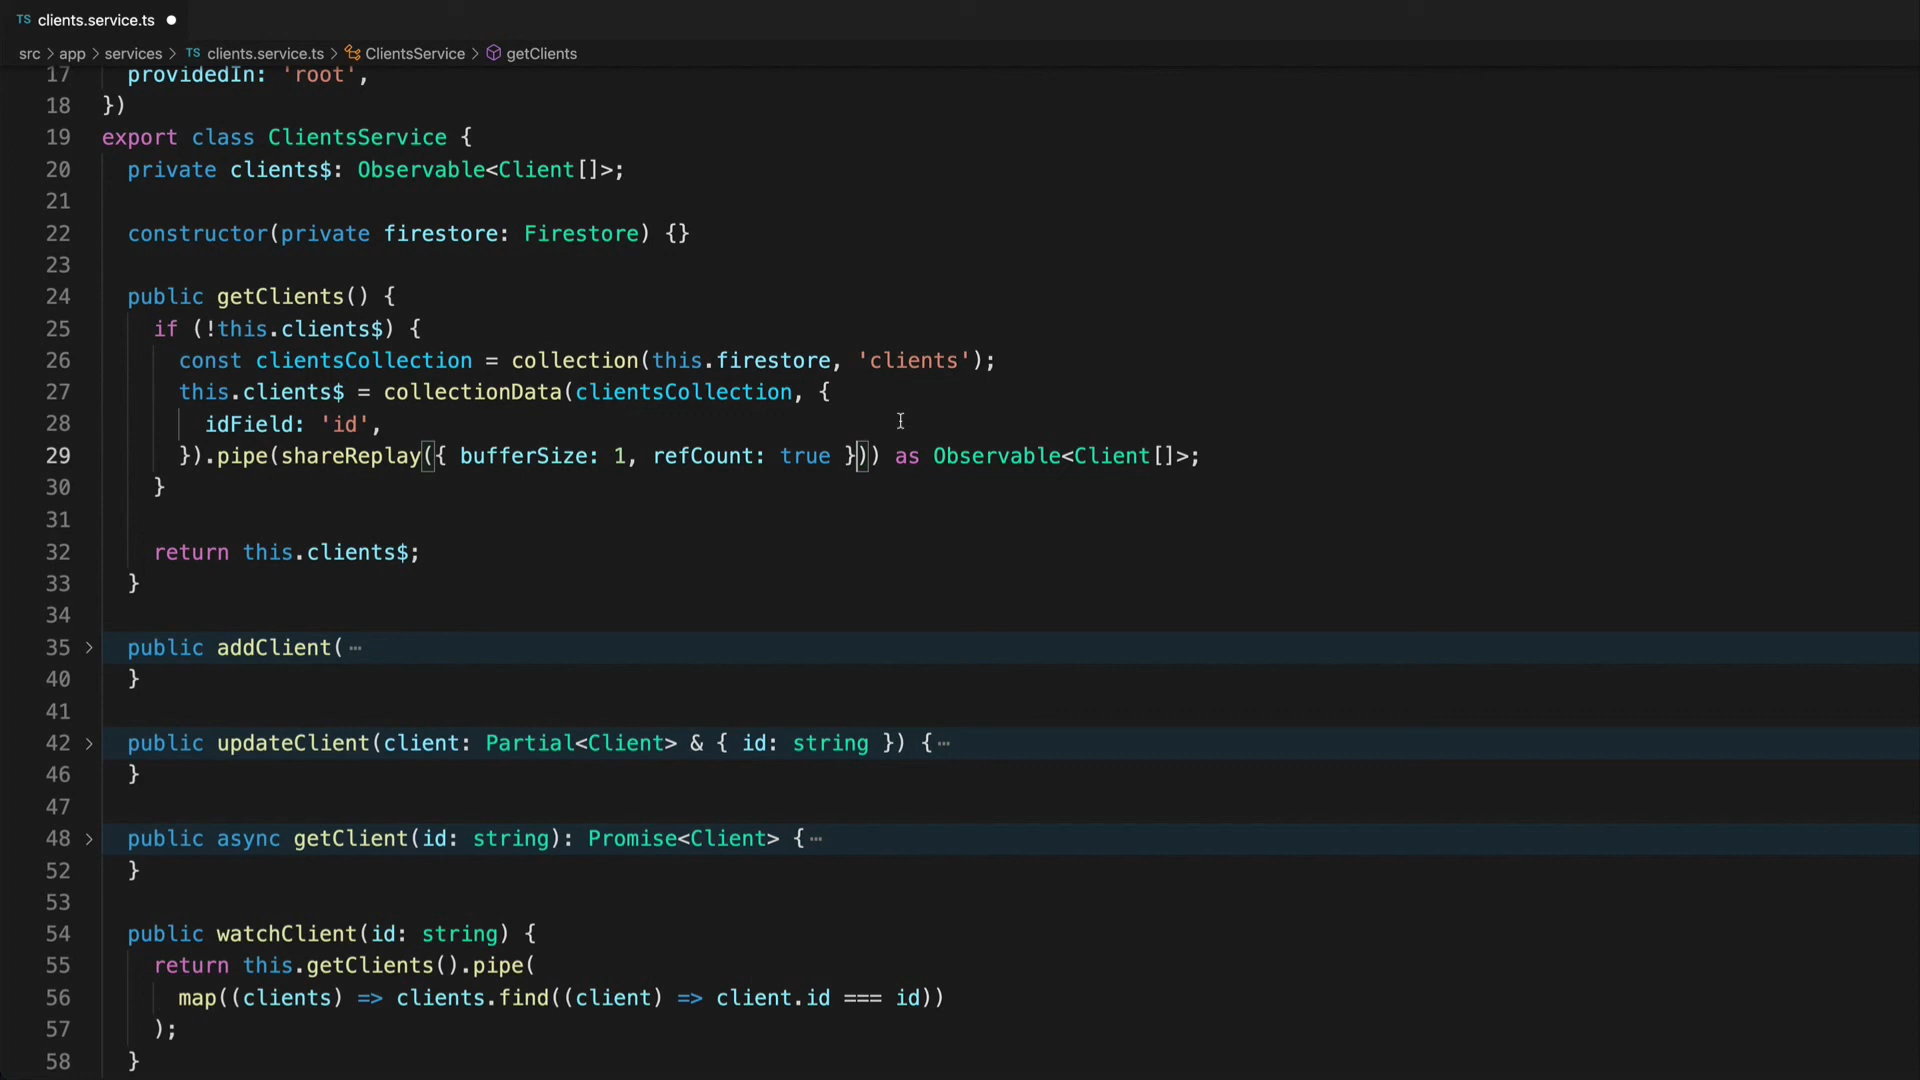 TS clients.service.ts ●
src > app > services > TS clients.service.ts > ClientsService > getClients
17 providedIn: 'root',
18 })
19 export class ClientsService {
20 private clients$: Observable<Client[]>;
21
22 constructor(private firestore: Firestore) {}
23
24 public getClients() {
25 if (!this.clients$) {
26 const clientsCollection = collection(this.firestore, 'clients');
27 this.clients$ = collectionData(clientsCollection, {
28 idField: 'id',
29 }).pipe(shareReplay({ bufferSize: 1, refCount: true })) as Observable<Client[]>;
30 }
31
32 return this.clients$;
33 }
34
35 > public addClient(⋯
40 }
41
42 > public updateClient(client: Partial<Client> & { id: string }) {⋯
46 }
47
48 > public async getClient(id: string): Promise<Client> {⋯
52 }
53
54 public watchClient(id: string) {
55 return this.getClients().pipe(
56 map((clients) => clients.find((client) => client.id === id))
57 );
58 }